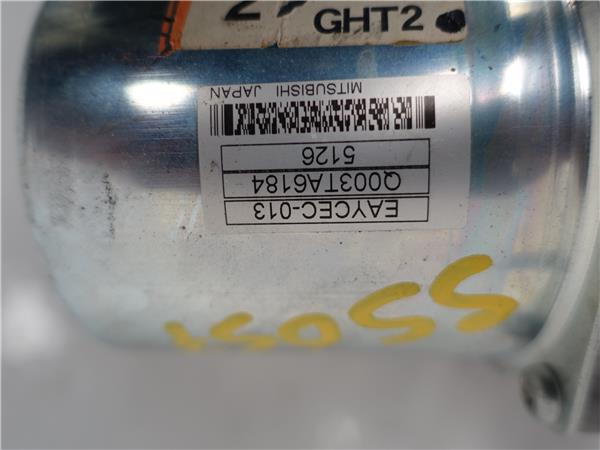 GHT2
EAYCEC-013
Q003TA6184
5126
MITSUBISHI JAPAN